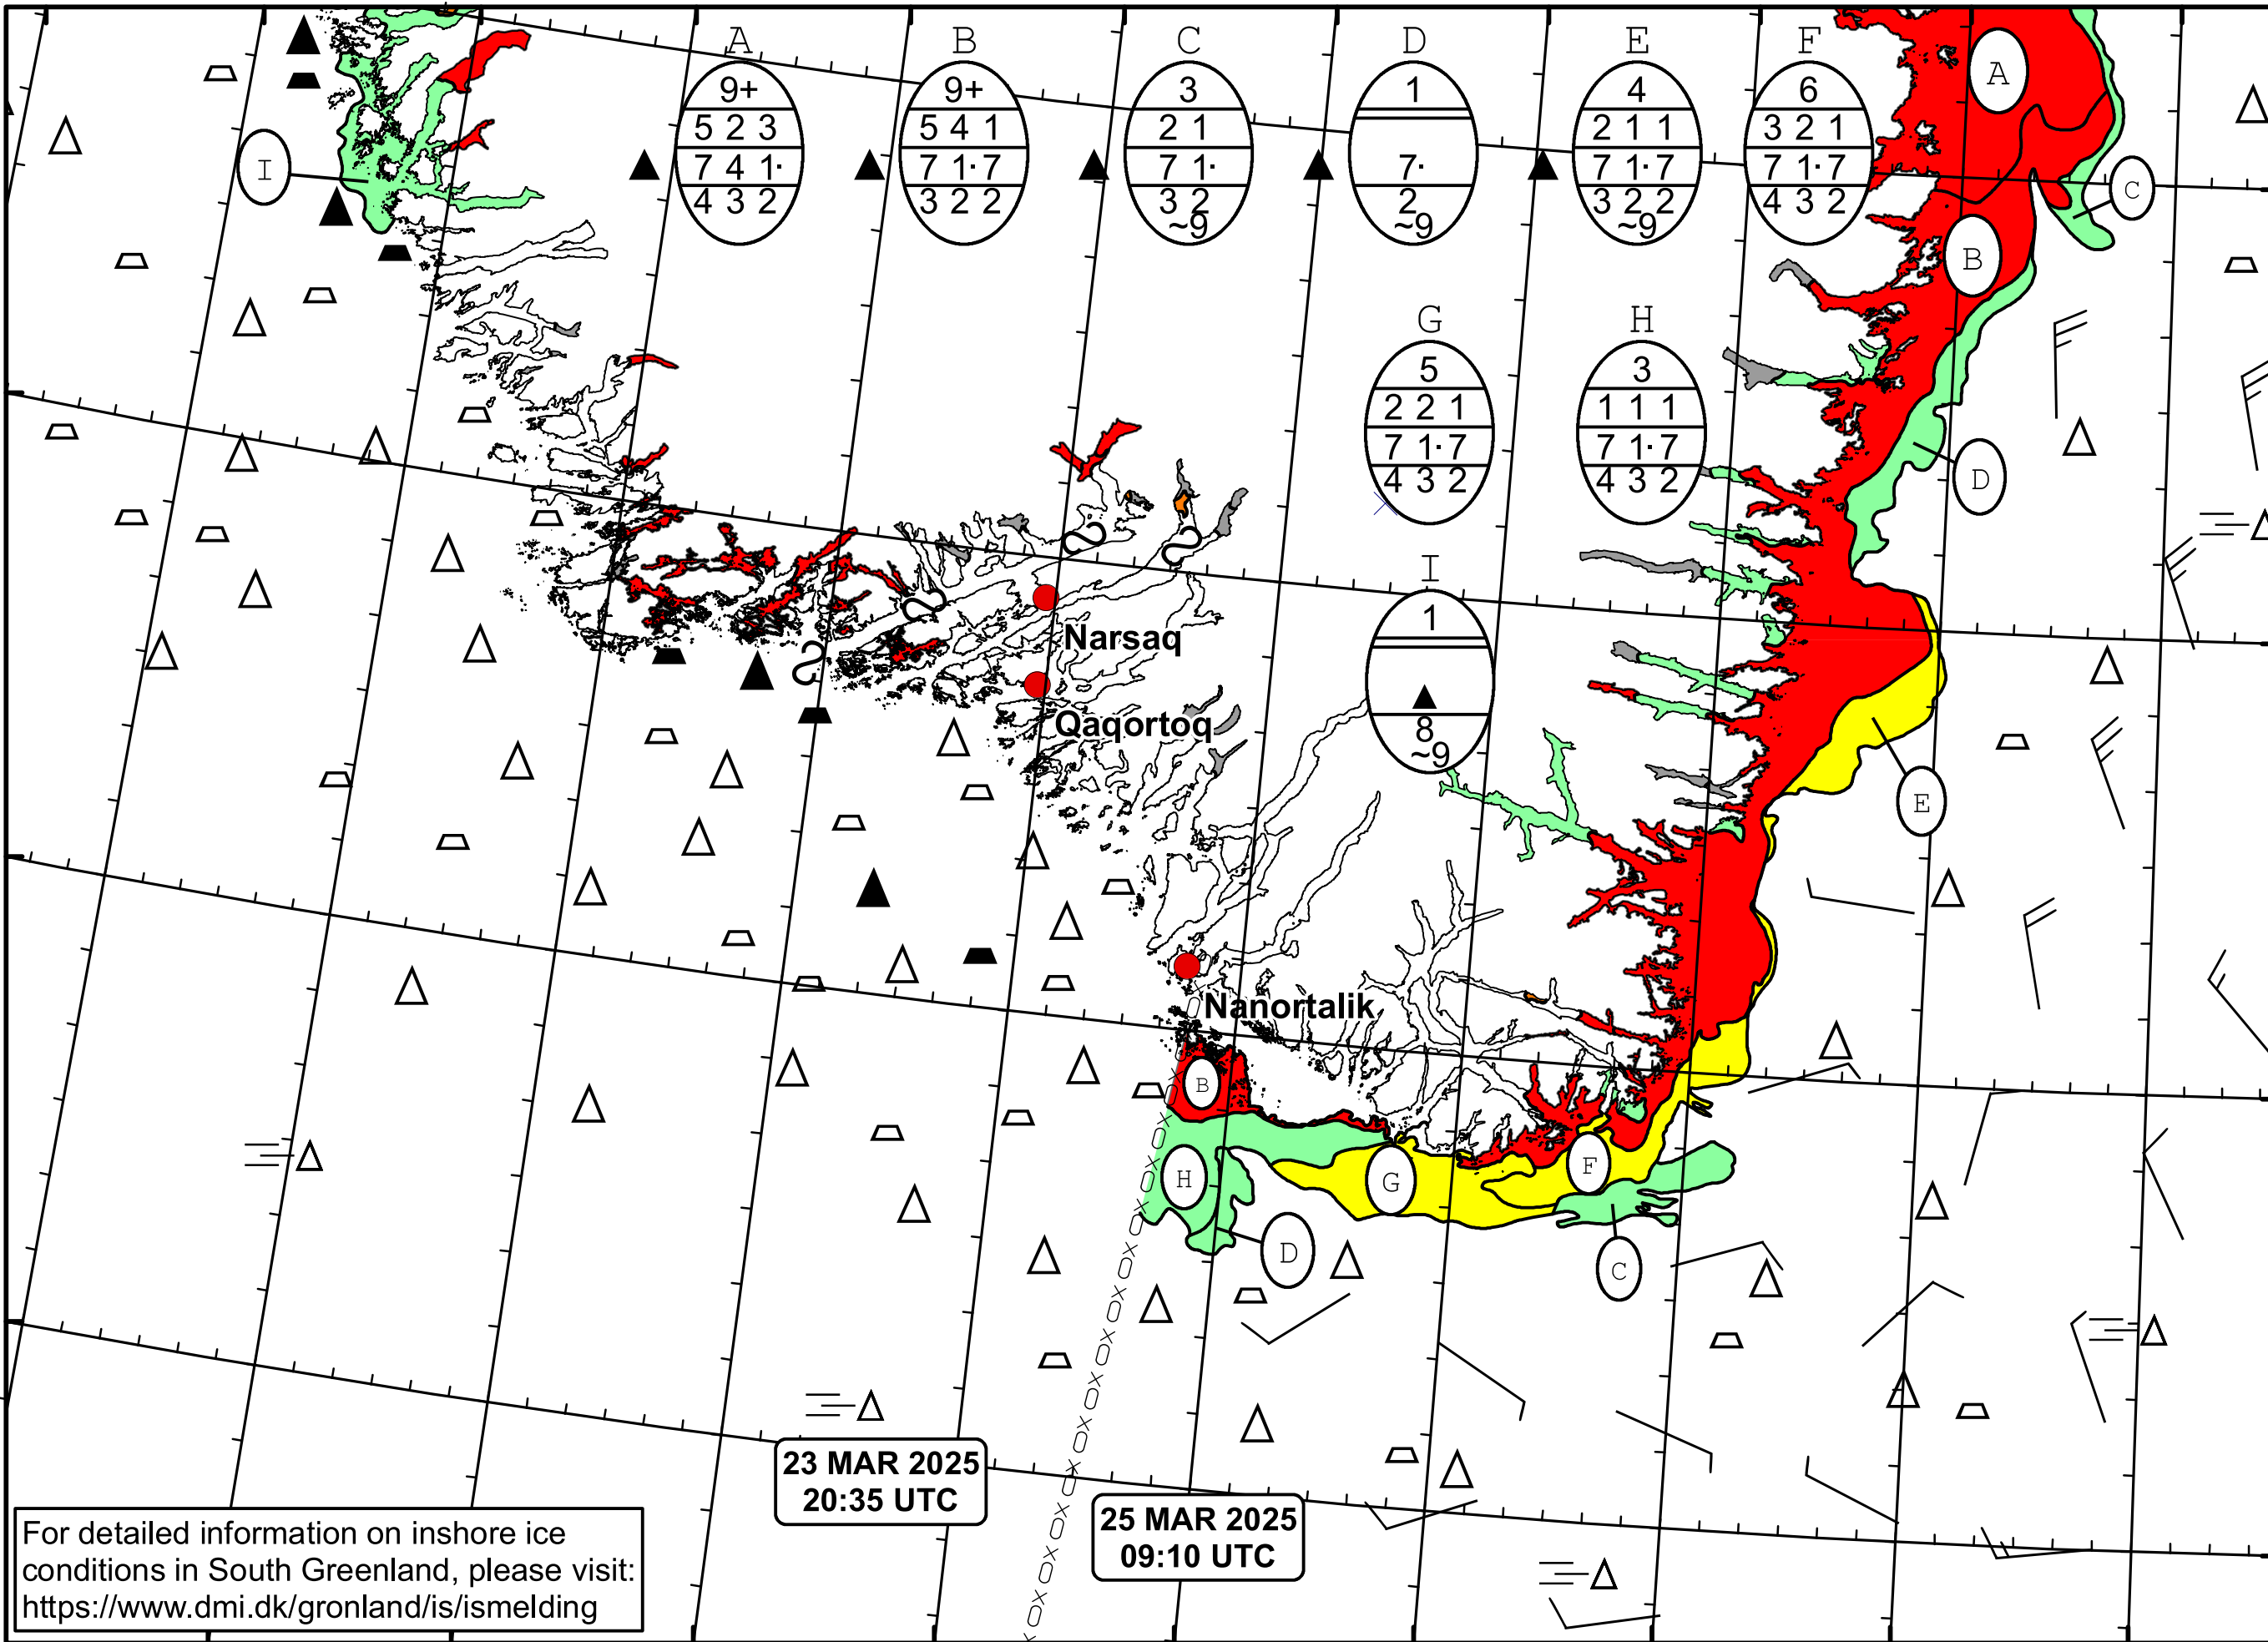 A B C D E F
9+ 9+ 3 1 4 6
5 2 3 5 4 1 2 1 2 1 1 3 2 1
7 4 1· 7 1·7 7 1· 7· 7 1·7 7 1·7
4 3 2 3 2 2 3 2 2 3 2 2 4 3 2
~9 ~9 ~9
A
I
C
B
G H
5 3
2 2 1 1 1 1
7 1·7 7 1·7
4 3 2 4 3 2
D
I
1
8
~9
Narsaq
Qaqortoq
E
Nanortalik
B
H
G
F
D
C
23 MAR 2025
20:35 UTC
25 MAR 2025
09:10 UTC
For detailed information on inshore ice
conditions in South Greenland, please visit:
https://www.dmi.dk/gronland/is/ismelding